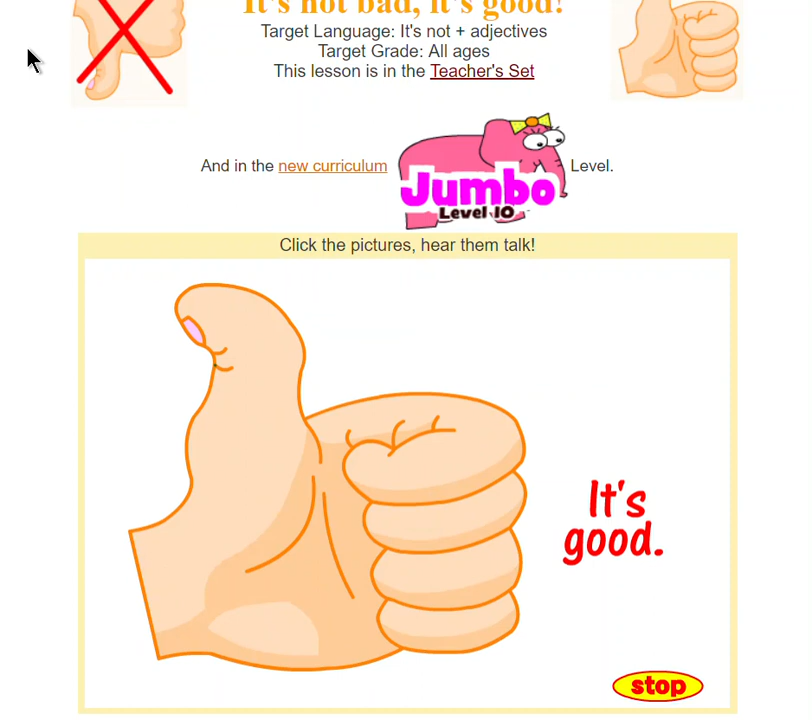 It's not bad, it's good!
Target Language: It's not + adjectives
Target Grade: All ages
This lesson is in the Teacher's Set
And in the new curriculum
Jumbo
Level 10
Level.
Click the pictures, hear them talk!
It's
good.
stop